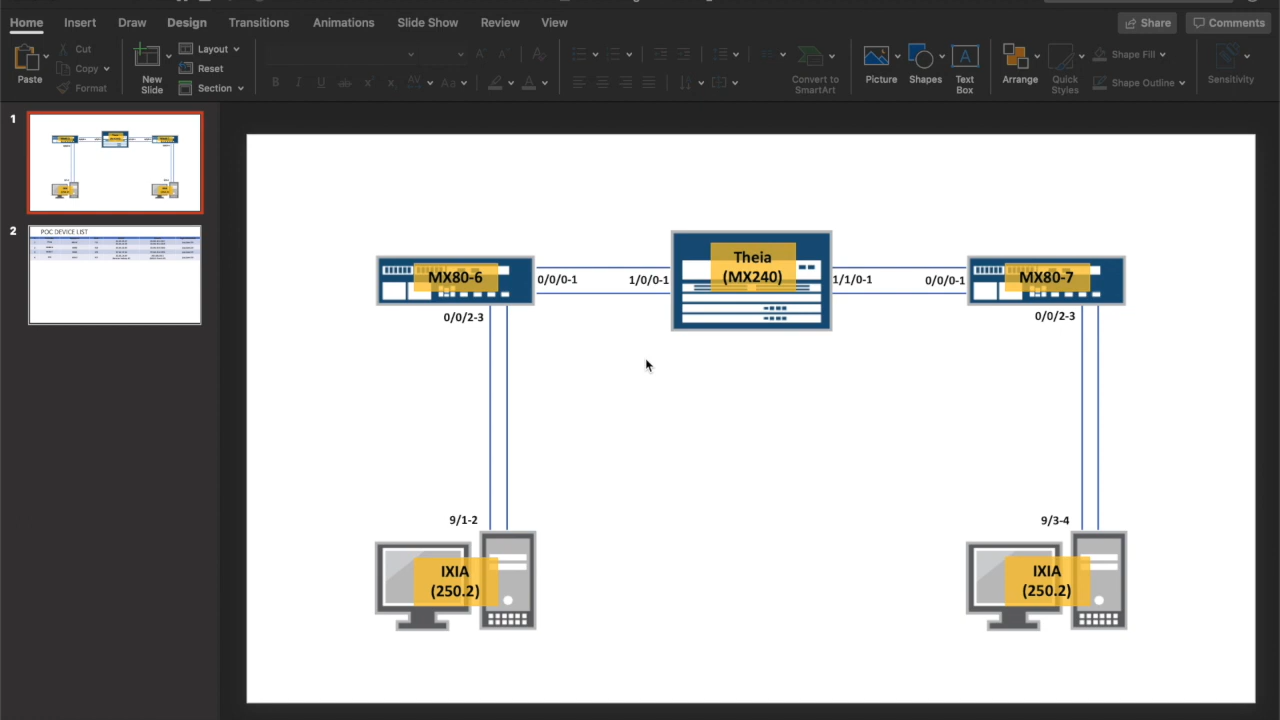 Home Insert Draw Design Transitions Animations Slide Show Review View Share Comments
Paste
Cut
Copy
Format
New
Slide
Layout
Reset
Section
B I U
Convert to
SmartArt
Picture
Shapes
Text
Box
Arrange
Quick
Styles
Shape Fill
Shape Outline
Sensitivity
1
2
POC DEVICE LIST
MX80-6
0/0/0-1
1/0/0-1
Theia
(MX240)
1/1/0-1
0/0/0-1
MX80-7
0/0/2-3
0/0/2-3
9/1-2
9/3-4
IXIA
(250.2)
IXIA
(250.2)